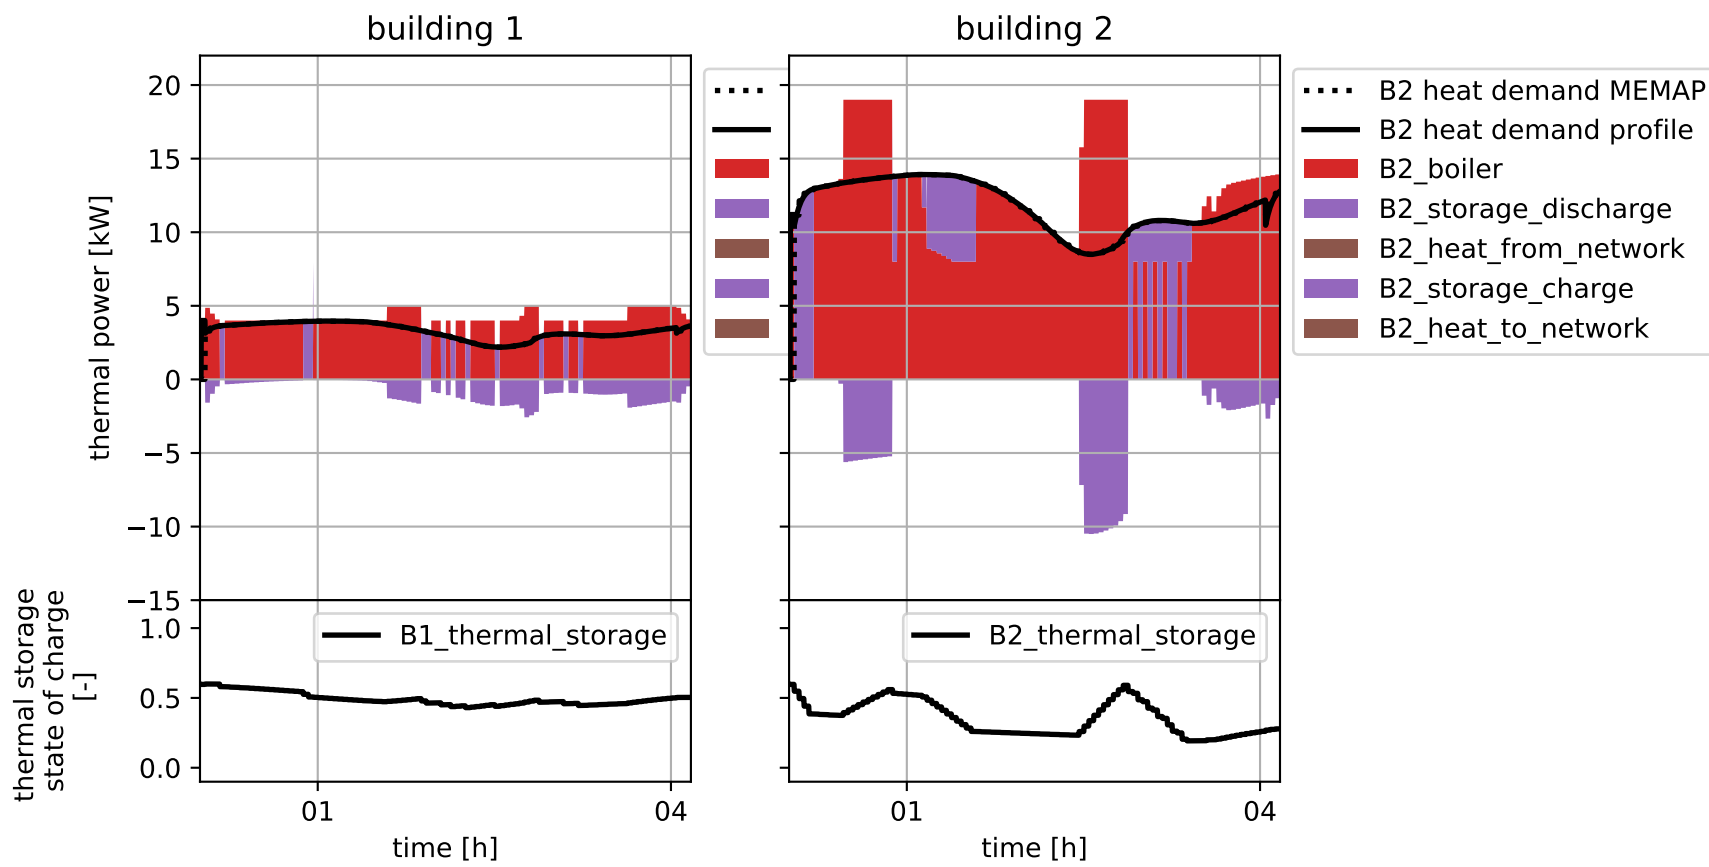 building 1
building 2
20
15
10
5
0
−5
−10
−15
thermal power [kW]
B2 heat demand MEMAP
B2 heat demand profile
B2_boiler
B2_storage_discharge
B2_heat_from_network
B2_storage_charge
B2_heat_to_network
1.0
0.5
0.0
thermal storage
state of charge
[-]
B1_thermal_storage
B2_thermal_storage
01
04
01
04
time [h]
time [h]